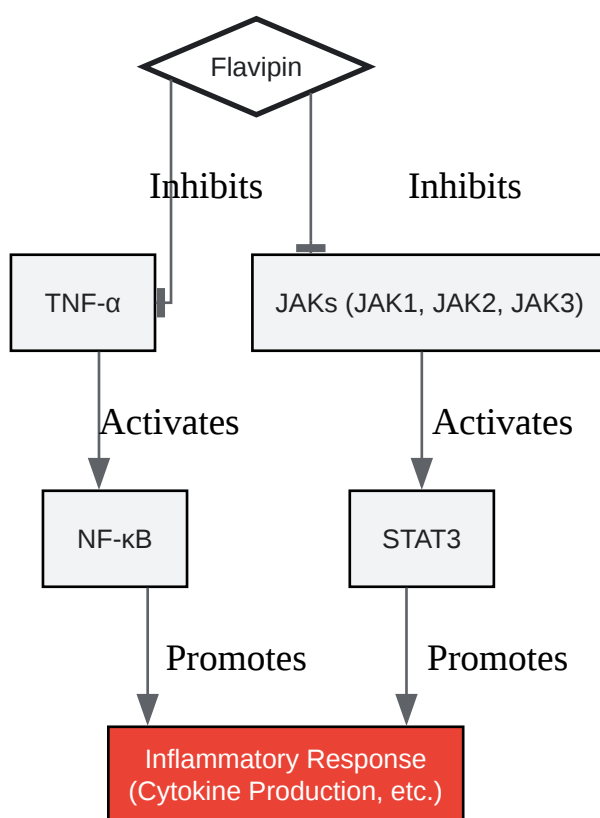 Flavipin
Inhibits
Inhibits
TNF-α
JAKs (JAK1, JAK2, JAK3)
Activates
Activates
NF-κB
STAT3
Promotes
Promotes
Inflammatory Response
(Cytokine Production, etc.)